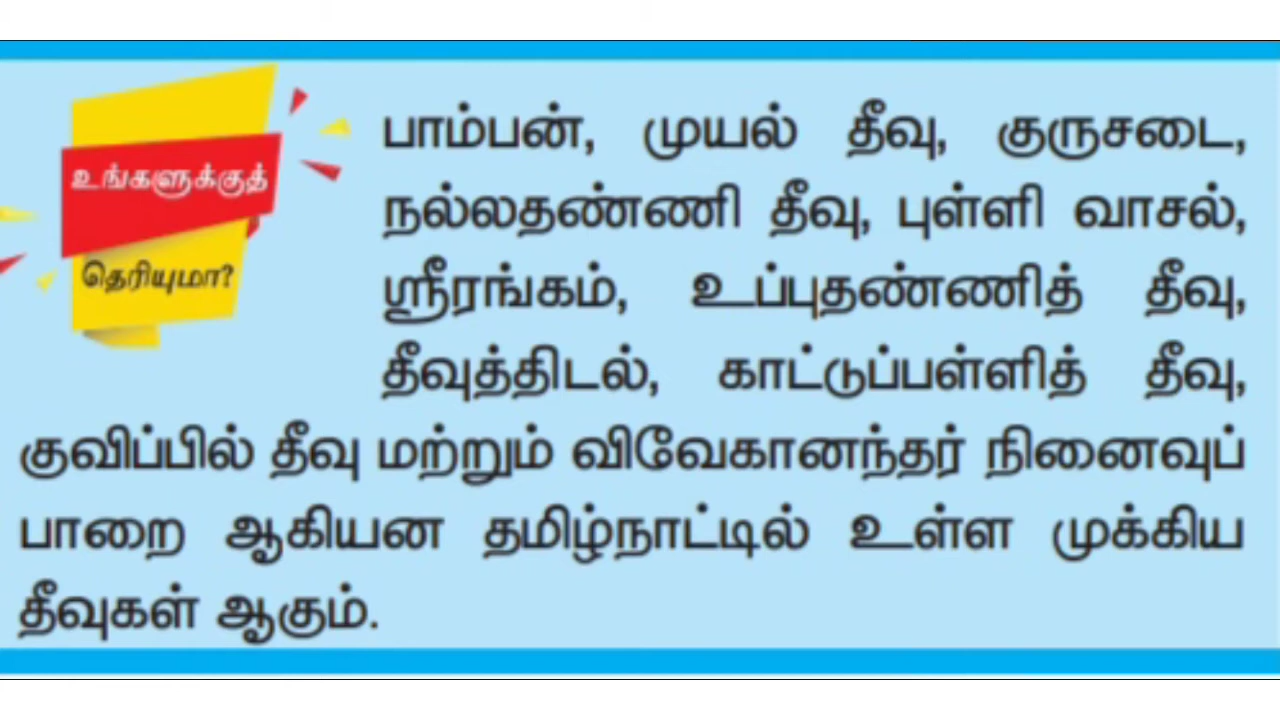 உங்களுக்குத்
தெரியுமா?
பாம்பன், முயல் தீவு, குருசடை,
நல்லதண்ணி தீவு, புள்ளி வாசல்,
ஸ்ரீரங்கம், உப்புதண்ணித் தீவு,
தீவுத்திடல், காட்டுப்பள்ளித் தீவு,
குவிப்பில் தீவு மற்றும் விவேகானந்தர் நினைவுப்
பாறை ஆகியன தமிழ்நாட்டில் உள்ள முக்கிய
தீவுகள் ஆகும்.